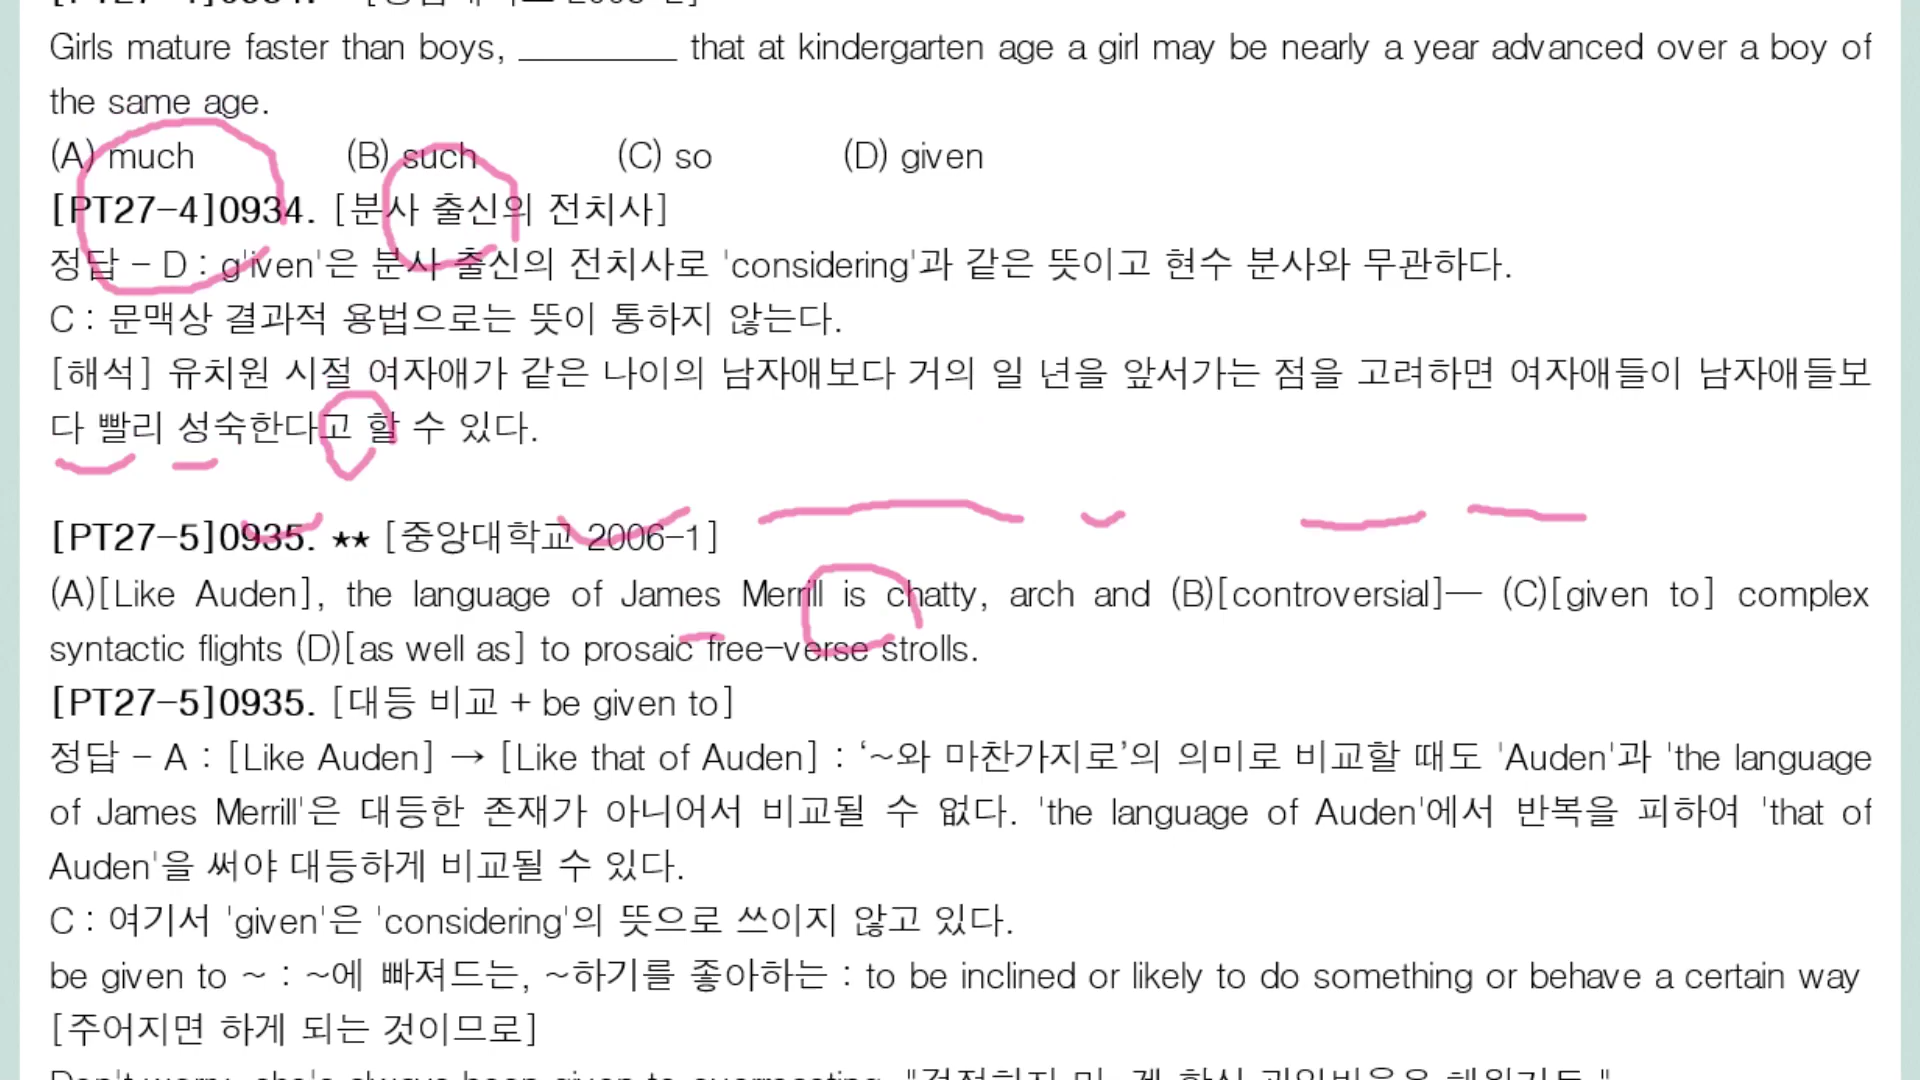 Girls mature faster than boys, _________ that at kindergarten age a girl may be nearly a year advanced over a boy of
the same age.
(A) much (B) such (C) so (D) given
[PT27-4]0934. [분사 출신의 전치사]
정답 - D : g'iven'은 분사 출신의 전치사로 'considering'과 같은 뜻이고 현수 분사와 무관하다.
C : 문맥상 결과적 용법으로는 뜻이 통하지 않는다.
[해석] 유치원 시절 여자애가 같은 나이의 남자애보다 거의 일 년을 앞서가는 점을 고려하면 여자애들이 남자애들보
다 빨리 성숙한다고 할 수 있다.
[PT27-5]0935. ★★ [중앙대학교 2006-1]
(A)[Like Auden], the language of James Merrill is chatty, arch and (B)[controversial]— (C)[given to] complex
syntactic flights (D)[as well as] to prosaic free-verse strolls.
[PT27-5]0935. [대등 비교 + be given to]
정답 - A : [Like Auden] → [Like that of Auden] : ‘~와 마찬가지로’의 의미로 비교할 때도 'Auden'과 'the language
of James Merrill'은 대등한 존재가 아니어서 비교될 수 없다. 'the language of Auden'에서 반복을 피하여 'that of
Auden'을 써야 대등하게 비교될 수 있다.
C : 여기서 'given'은 'considering'의 뜻으로 쓰이지 않고 있다.
be given to ~ : ~에 빠져드는, ~하기를 좋아하는 : to be inclined or likely to do something or behave a certain way
[주어지면 하게 되는 것이므로]